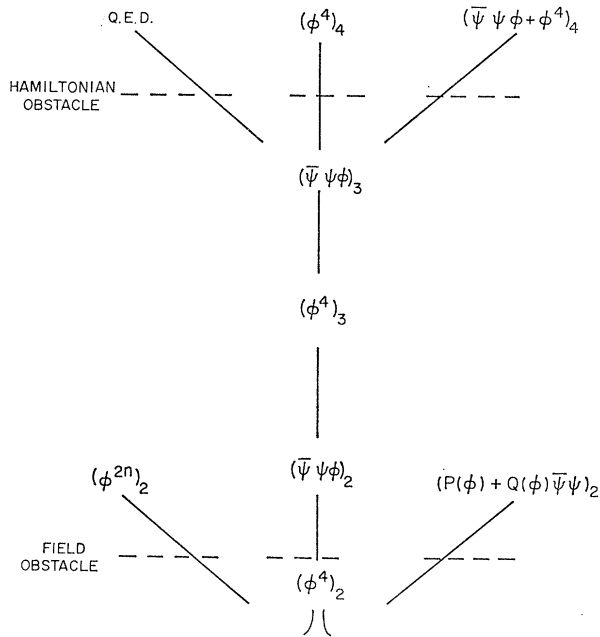 Q.E.D. (ϕ⁴)₄ (ψ̅ ψ ϕ + ϕ⁴)₄
HAMILTONIAN
OBSTACLE
(ψ̅ ψϕ)₃
(ϕ⁴)₃
(ϕ²ⁿ)₂ (ψ̅ ψϕ)₂ (P(ϕ) + Q(ϕ)ψ̅ψ)₂
FIELD
OBSTACLE
(ϕ⁴)₂